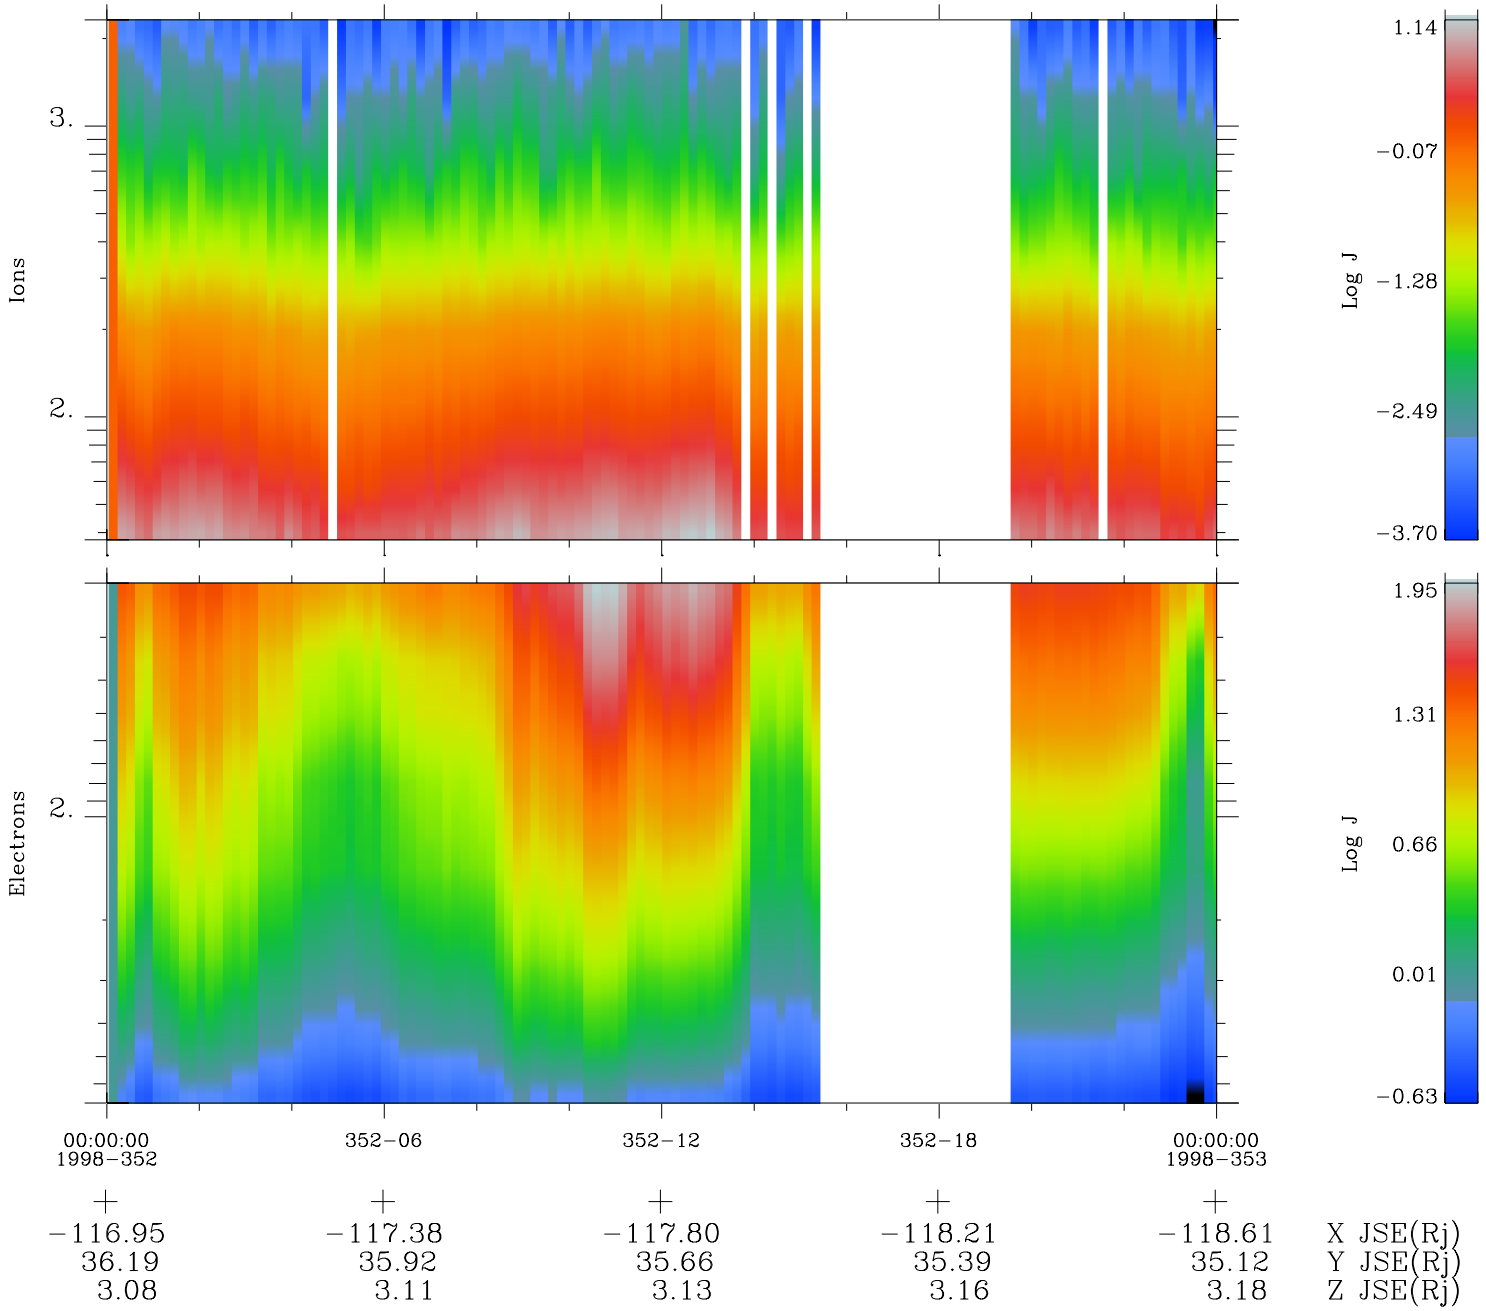 1.14
3.
-0.07
Ions
Log J
-1.28
2.
-2.49
-3.70
1.95
1.31
2.
Electrons
Log J
0.66
0.01
-0.63
00:00:00 352-06 352-12 352-18 00:00:00
1998-352 1998-353
-116.95 -117.38 -117.80 -118.21 -118.61 X JSE(Rj)
36.19 35.92 35.66 35.39 35.12 Y JSE(Rj)
3.08 3.11 3.13 3.16 3.18 Z JSE(Rj)